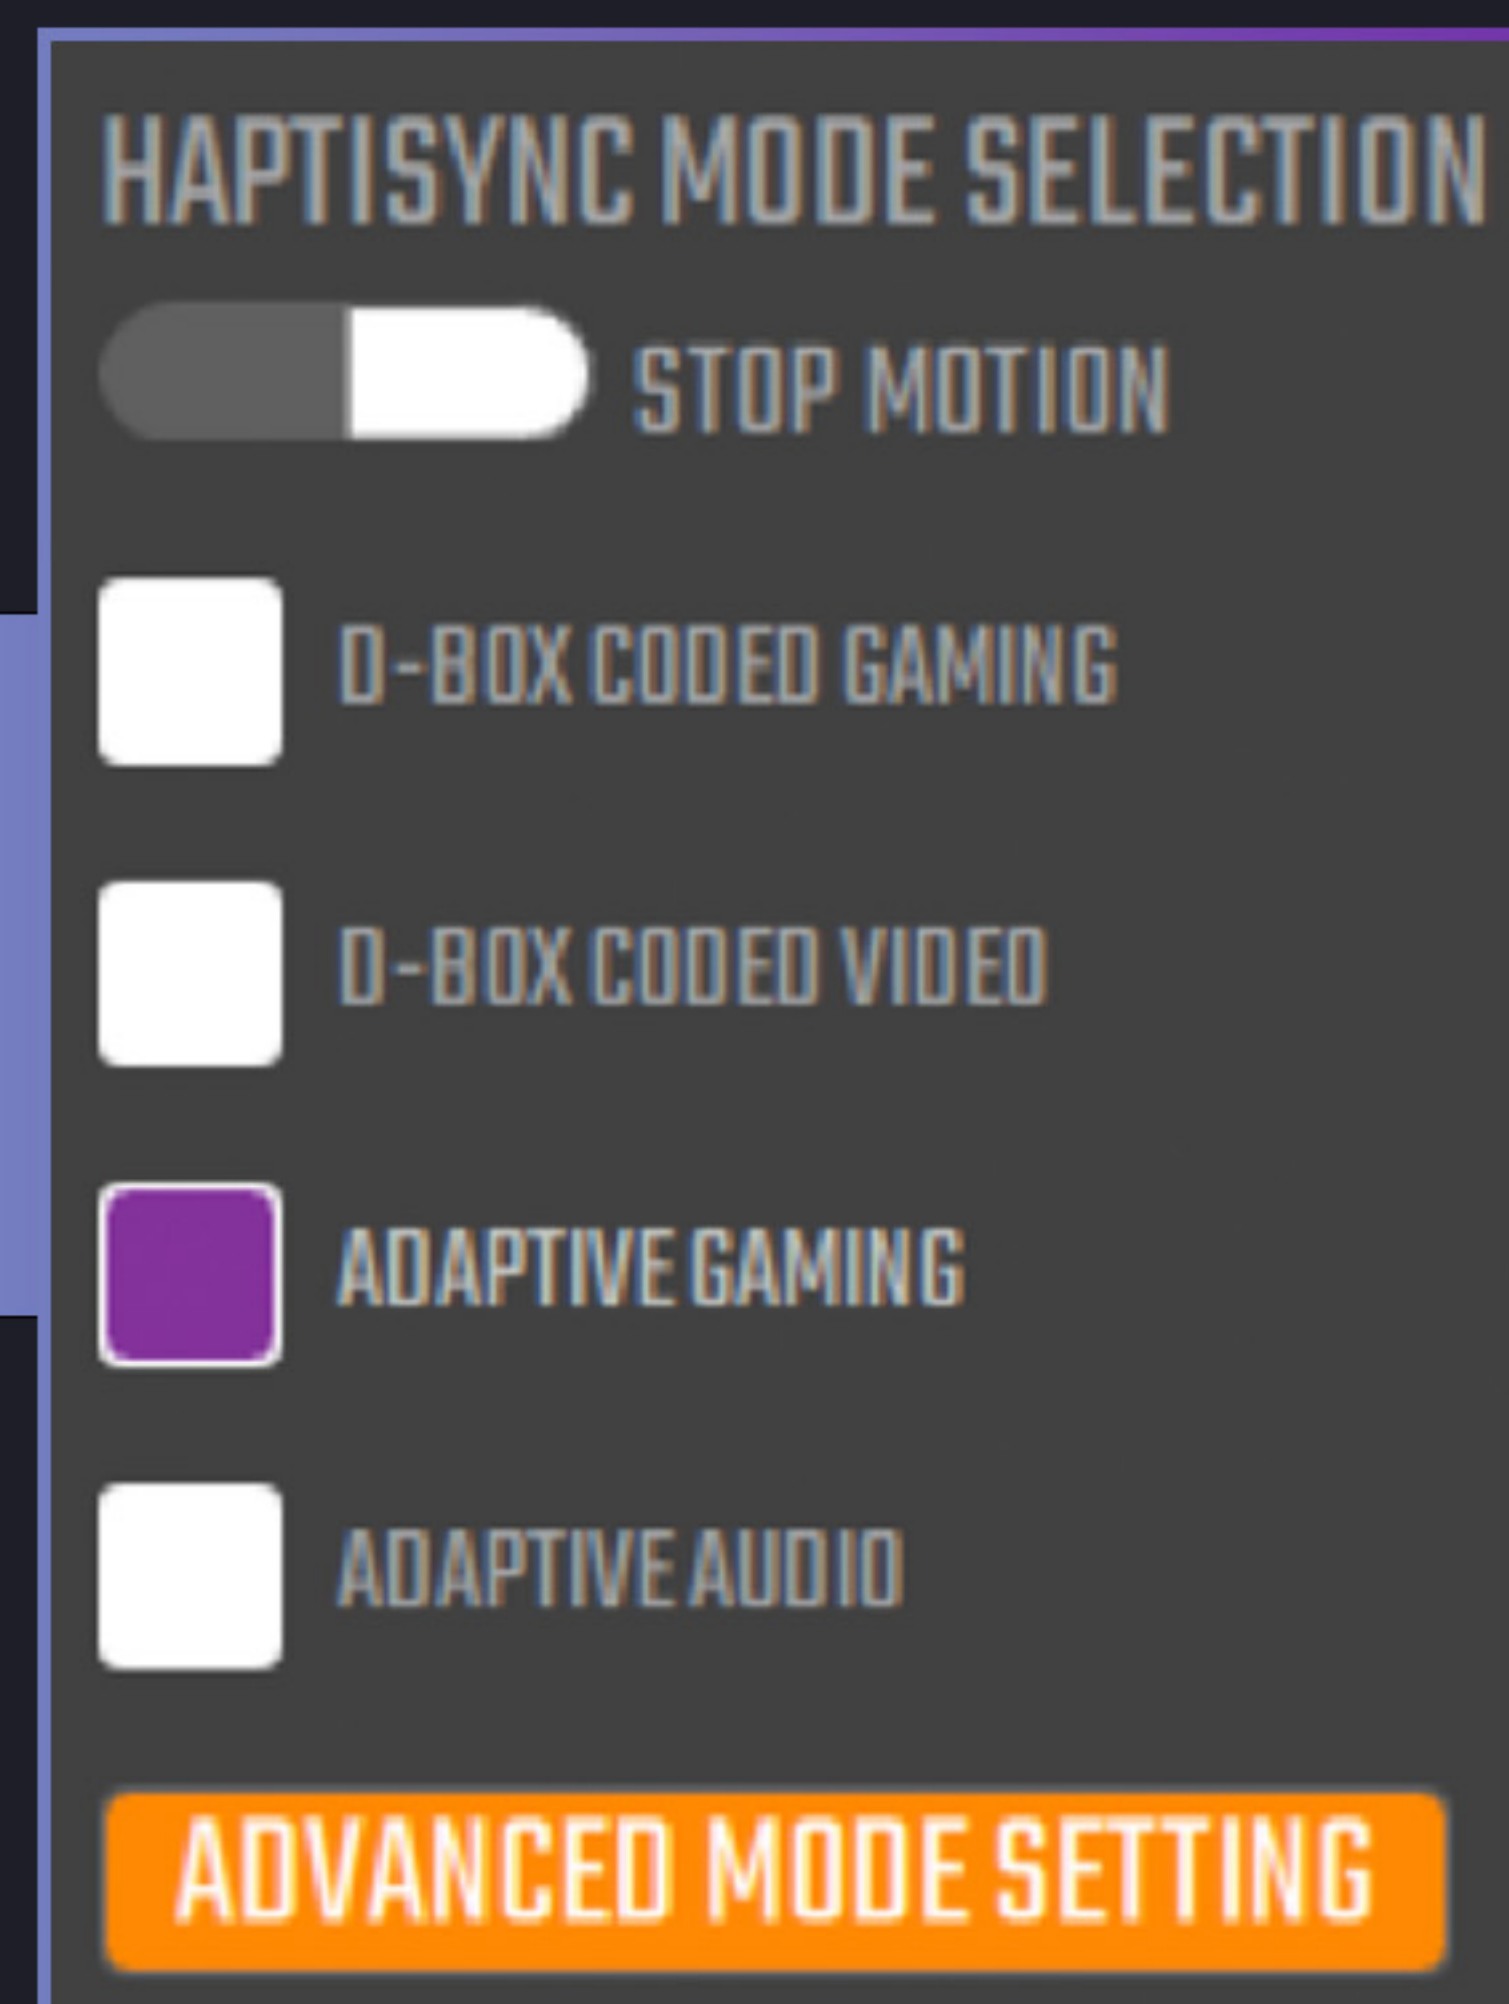 HAPTISYNC MODE SELECTION
STOP MOTION
D-BOX CODED GAMING
D-BOX CODED VIDEO
ADAPTIVE GAMING
ADAPTIVE AUDIO
ADVANCED MODE SETTING